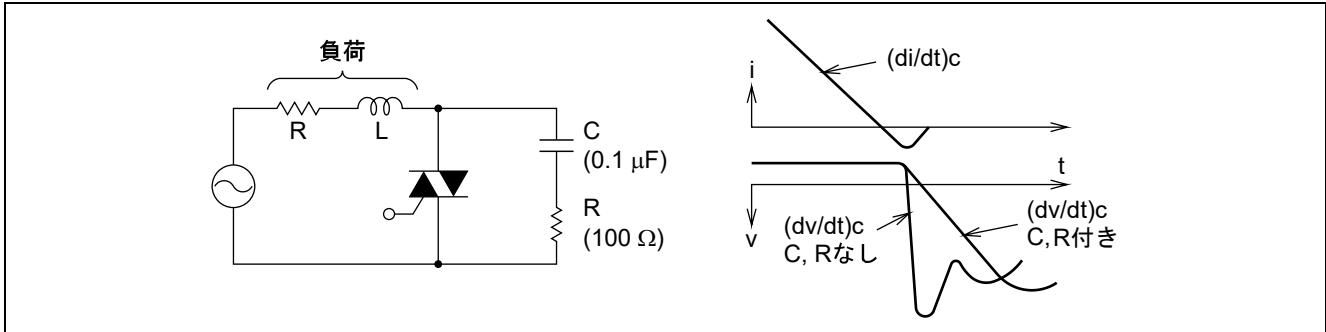 負荷
R
L
C
(0.1 μF)
R
(100 Ω)
i
(di/dt)c
t
v
(dv/dt)c
C, Rなし
(dv/dt)c
C,R付き